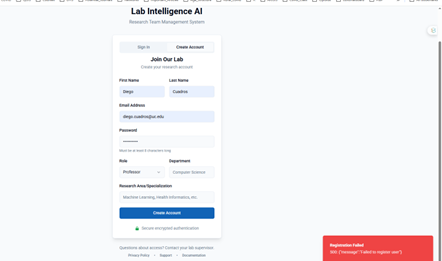 Lab Intelligence AI
Research Team Management System
Sign In
Create Account
Join Our Lab
Create your research account
First Name
Last Name
Diego
Cuadros
Email Address
diego.cuadros@uc.edu
Password
Must be at least 6 characters long
Role
Department
Professor
Computer Science
Research Area/Specialization
Machine Learning, Health Informatics, etc.
Create Account
Secure encrypted authentication
Questions about access? Contact your lab supervisor.
Privacy Policy • Support • Documentation
Registration Failed
500: {"message":"Failed to register user"}